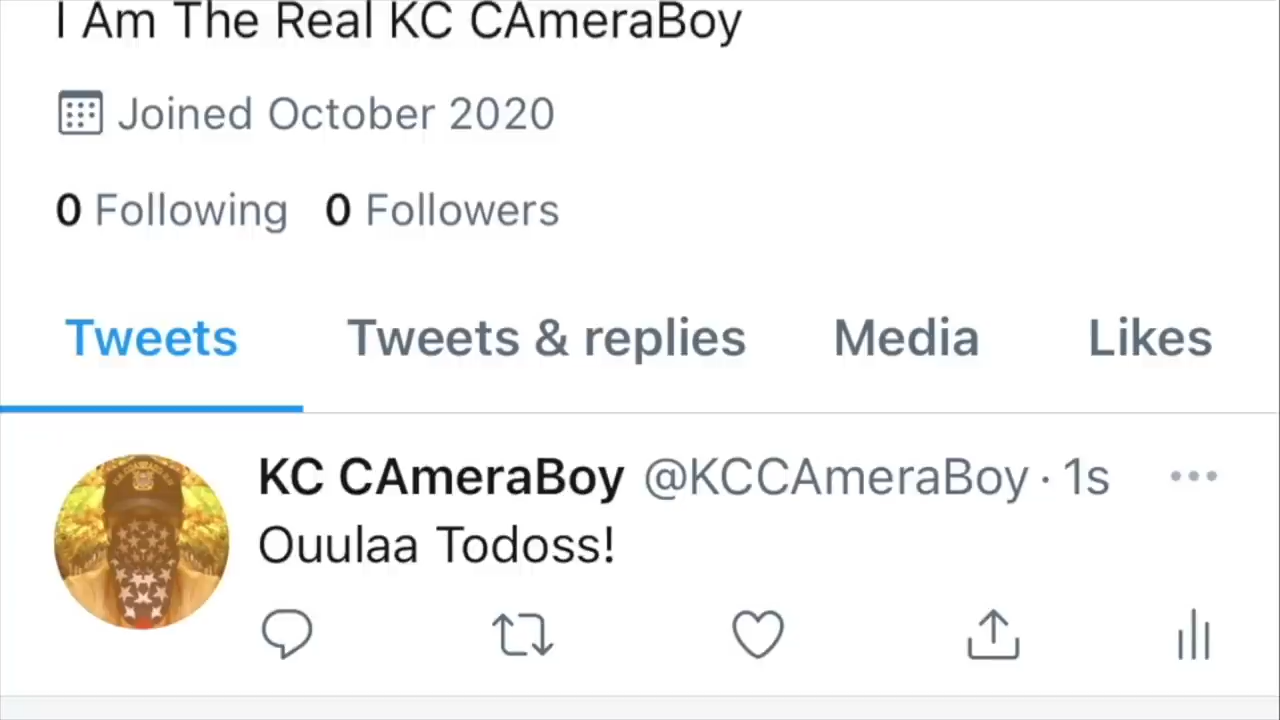 I Am The Real KC CAmeraBoy
Joined October 2020
0 Following 0 Followers
Tweets Tweets & replies Media Likes
KC CAmeraBoy @KCCAmeraBoy · 1s
Ouulaa Todoss!